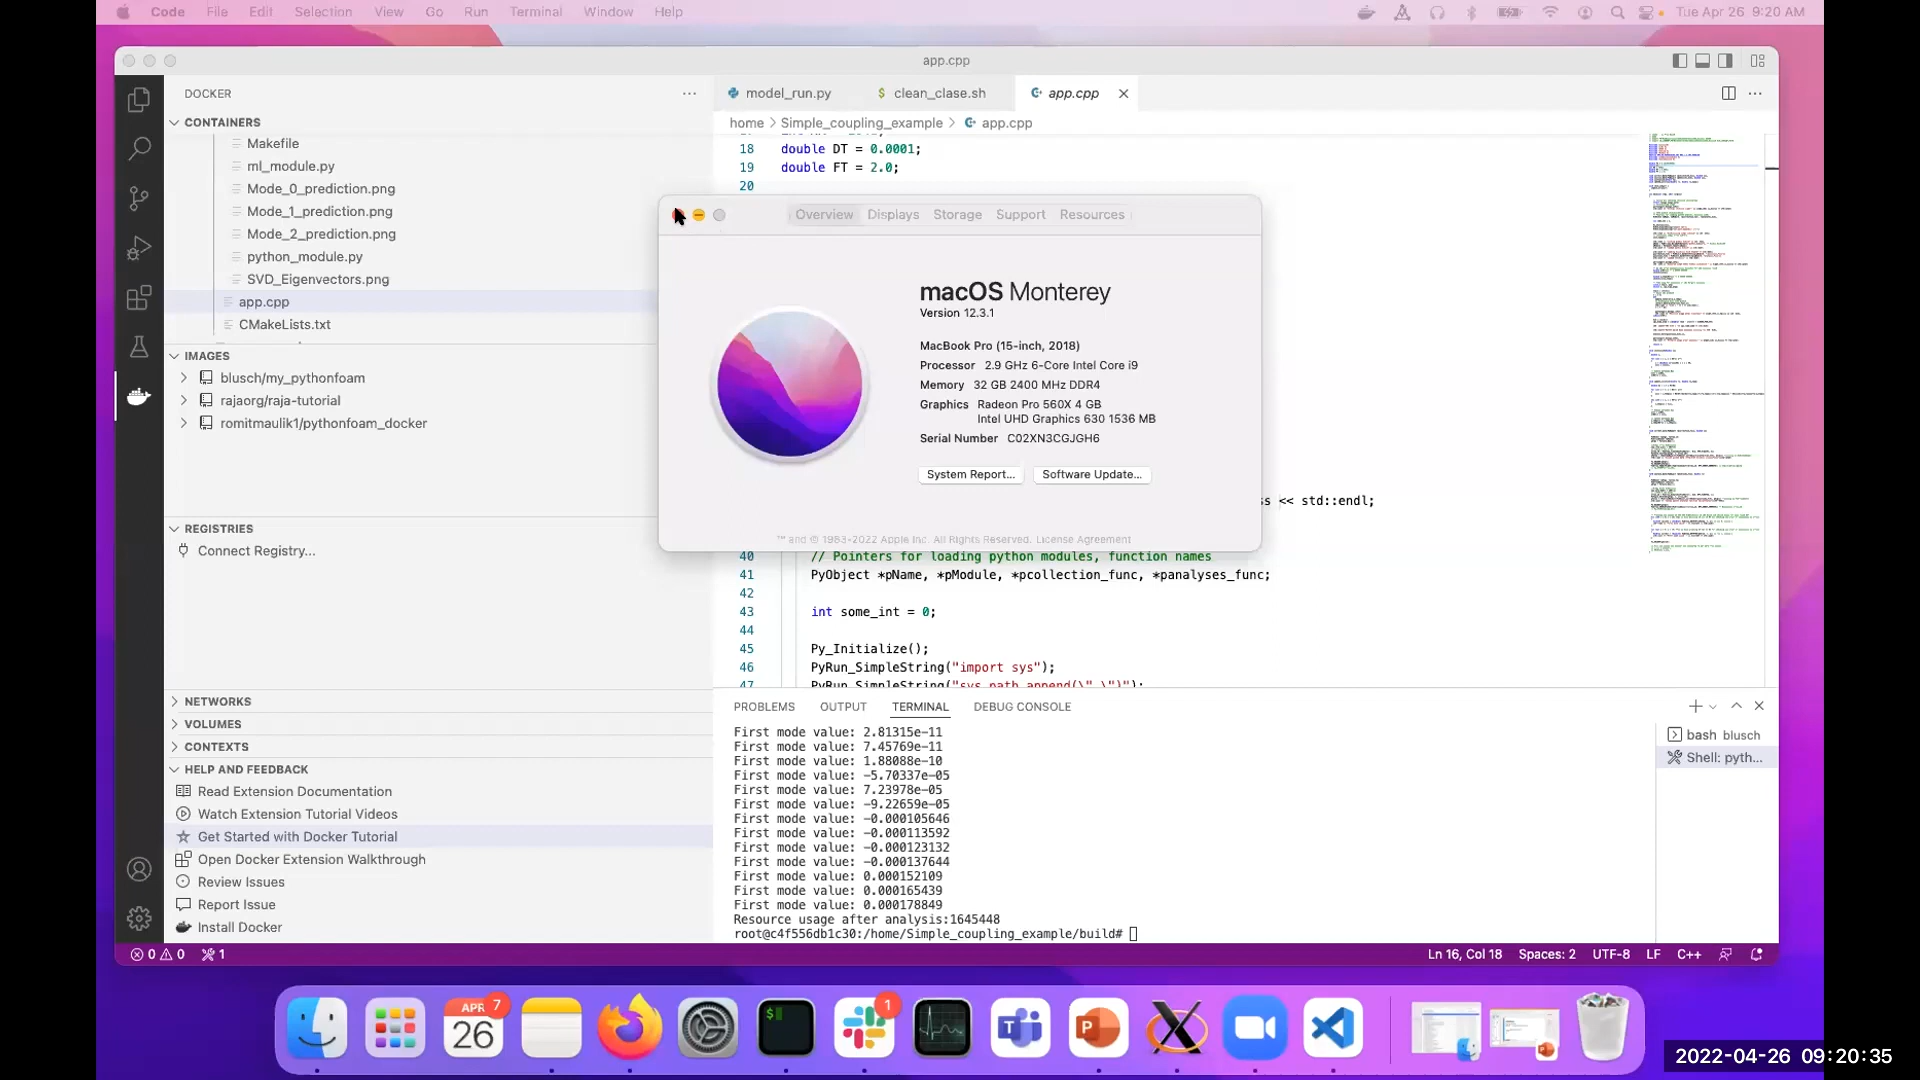 Code File Edit Selection View Go Run Terminal Window Help Tue Apr 26 9:20 AM
app.cpp
DOCKER
CONTAINERS
Makefile
ml_module.py
Mode_0_prediction.png
Mode_1_prediction.png
Mode_2_prediction.png
python_module.py
SVD_Eigenvectors.png
app.cpp
CMakeLists.txt
IMAGES
blusch/my_pythonfoam
rajaorg/raja-tutorial
romitmaulik1/pythonfoam_docker
REGISTRIES
Connect Registry...
NETWORKS
VOLUMES
CONTEXTS
HELP AND FEEDBACK
Read Extension Documentation
Watch Extension Tutorial Videos
Get Started with Docker Tutorial
Open Docker Extension Walkthrough
Review Issues
Report Issue
Install Docker
model_run.py $ clean_clase.sh app.cpp
home > Simple_coupling_example > app.cpp
18 double DT = 0.0001;
19 double FT = 2.0;
20
Overview Displays Storage Support Resources
macOS Monterey
Version 12.3.1
MacBook Pro (15-inch, 2018)
Processor 2.9 GHz 6-Core Intel Core i9
Memory 32 GB 2400 MHz DDR4
Graphics Radeon Pro 560X 4 GB
Intel UHD Graphics 630 1536 MB
Serial Number C02XN3CGJGH6
System Report... Software Update...
™ and © 1983-2022 Apple Inc. All Rights Reserved. License Agreement
ss << std::endl;
40 // Pointers for loading python modules, function names
41 PyObject *pName, *pModule, *pcollection_func, *panalyses_func;
42
43 int some_int = 0;
44
45 Py_Initialize();
46 PyRun_SimpleString("import sys");
47 PyRun_SimpleString("sys.path.append(\".\")");
PROBLEMS OUTPUT TERMINAL DEBUG CONSOLE
First mode value: 2.81315e-11
First mode value: 7.45769e-11
First mode value: 1.88088e-10
First mode value: -5.70337e-05
First mode value: 7.23978e-05
First mode value: -9.22659e-05
First mode value: -0.000105646
First mode value: -0.000113592
First mode value: -0.000123132
First mode value: -0.000137644
First mode value: 0.000152109
First mode value: 0.000165439
First mode value: 0.000178849
Resource usage after analysis:1645448
root@c4f556db1c30:/home/Simple_coupling_example/build#
bash blusch
Shell: pyth...
0 0 1 Ln 16, Col 18 Spaces: 2 UTF-8 LF C++
APR 7
26
1
2022-04-26 09:20:35